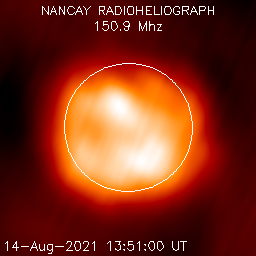 NANCAY RADIOHELIOGRAPH
150.9 Mhz
14-Aug-2021 13:51:00 UT